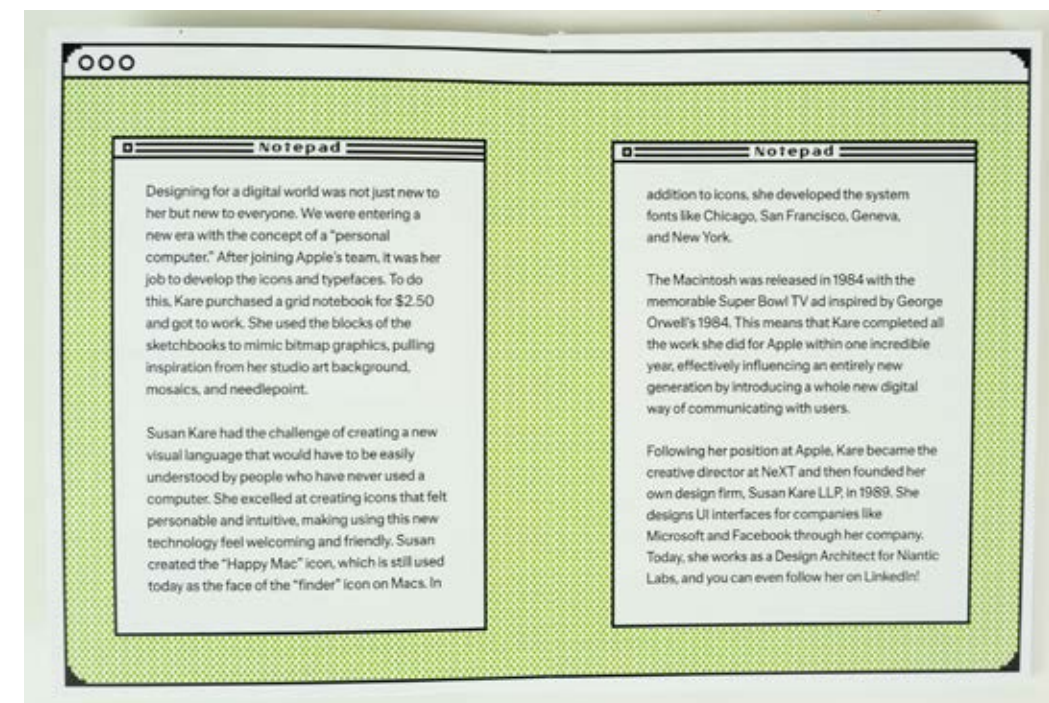 Notepad
Designing for a digital world was not just new to
her but new to everyone. We were entering a
new era with the concept of a "personal
computer." After joining Apple's team, it was her
job to develop the icons and typefaces. To do
this, Kare purchased a grid notebook for $2.50
and got to work. She used the blocks of the
sketchbooks to mimic bitmap graphics, pulling
inspiration from her studio art background,
mosaics, and needlepoint.
Susan Kare had the challenge of creating a new
visual language that would have to be easily
understood by people who have never used a
computer. She excelled at creating icons that felt
personable and intuitive, making using this new
technology feel welcoming and friendly. Susan
created the "Happy Mac" icon, which is still used
today as the face of the "finder" icon on Macs. In
Notepad
addition to icons, she developed the system
fonts like Chicago, San Francisco, Geneva,
and New York.
The Macintosh was released in 1984 with the
memorable Super Bowl TV ad inspired by George
Orwell's 1984. This means that Kare completed all
the work she did for Apple within one incredible
year, effectively influencing an entirely new
generation by introducing a whole new digital
way of communicating with users.
Following her position at Apple, Kare became the
creative director at NeXT and then founded her
own design firm, Susan Kare LLP, in 1989. She
designs UI interfaces for companies like
Microsoft and Facebook through her company.
Today, she works as a Design Architect for Niantic
Labs, and you can even follow her on LinkedIn!